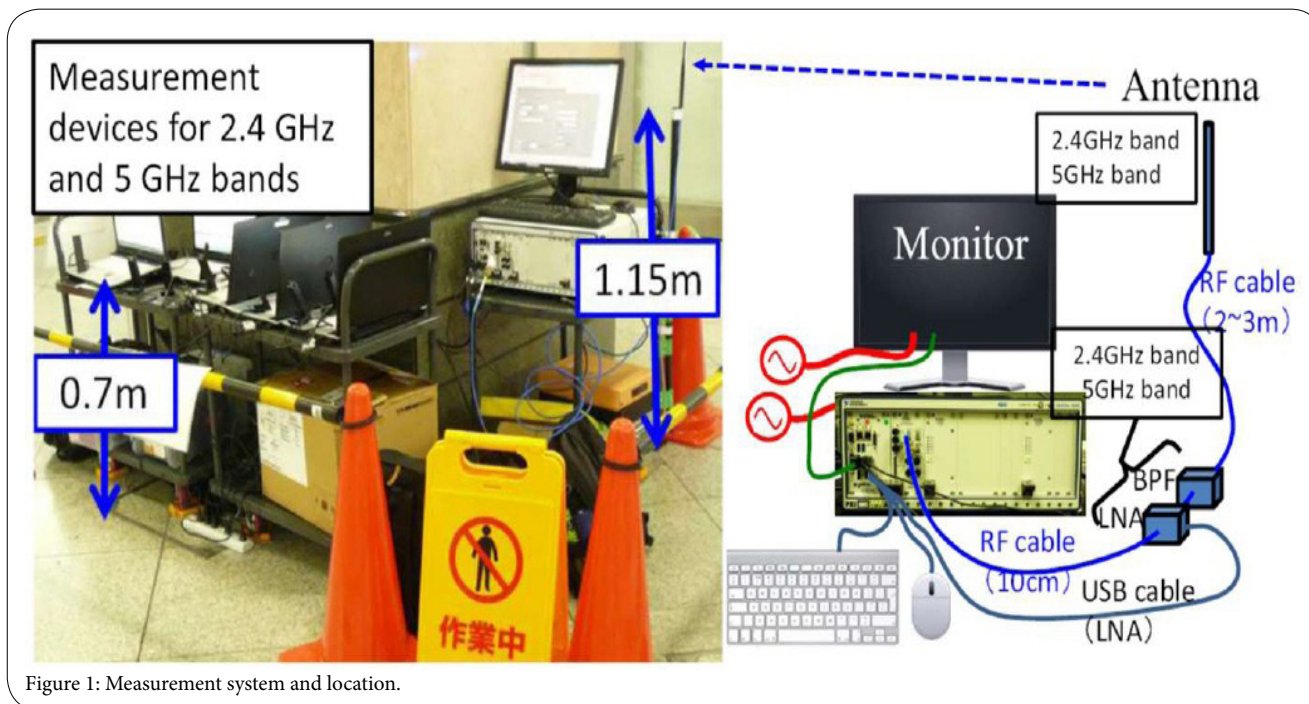 Measurement
devices for 2.4 GHz
and 5 GHz bands
0.7m
1.15m
作業中
Antenna
2.4GHz band
5GHz band
Monitor
RF cable
（2~3m）
2.4GHz band
5GHz band
BPF
LNA
RF cable
（10cm）
USB cable
（LNA）
Figure 1: Measurement system and location.